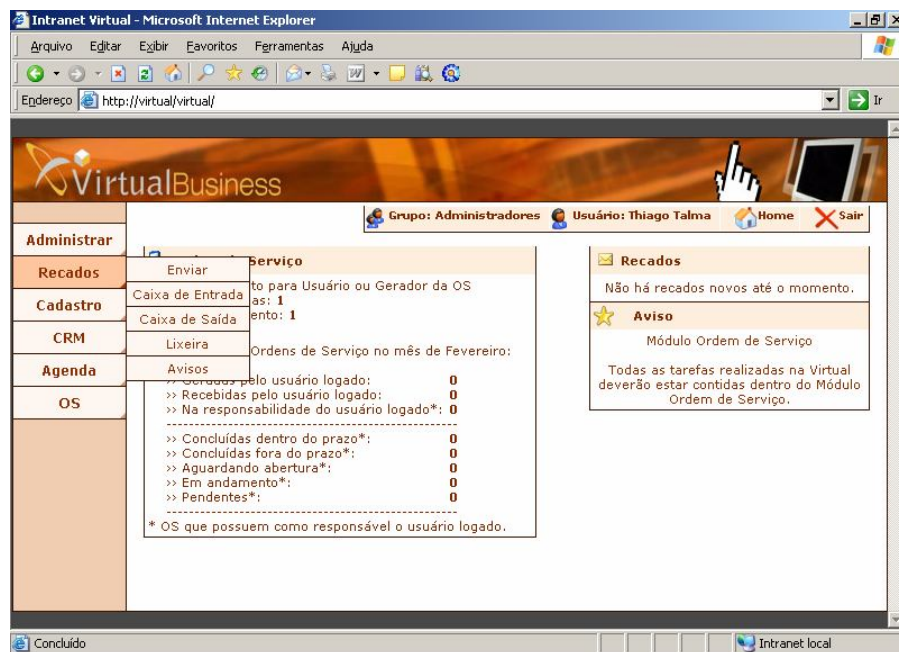 Intranet Virtual - Microsoft Internet Explorer
Arquivo Editar Exibir Favoritos Ferramentas Ajuda
Endereço http://virtual/virtual/ Ir
VirtualBusiness
Grupo: Administradores Usuário: Thiago Talma Home Sair
Administrar
Recados
Cadastro
CRM
Agenda
OS
Enviar
Caixa de Entrada
Caixa de Saída
Lixeira
Avisos
Serviço
to para Usuário ou Gerador da OS
as: 1
ento: 1
Ordens de Serviço no mês de Fevereiro:
>> Geradas pelo usuário logado: 0
>> Recebidas pelo usuário logado: 0
>> Na responsabilidade do usuário logado*: 0
>> Concluídas dentro do prazo*: 0
>> Concluídas fora do prazo*: 0
>> Aguardando abertura*: 0
>> Em andamento*: 0
>> Pendentes*: 0
* OS que possuem como responsável o usuário logado.
Recados
Não há recados novos até o momento.
Aviso
Módulo Ordem de Serviço
Todas as tarefas realizadas na Virtual
deverão estar contidas dentro do Módulo
Ordem de Serviço.
Concluído
Intranet local